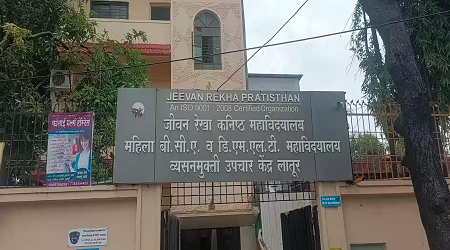 JEEVAN REKHA PRATISTHAN
An ISO 9001 : 2008 Certified Organization
जीवन रेखा कनिष्ठ महाविद्यालय
महिला बी.सी.ए. व डि.एम.एल.टी. महाविद्यालय
व्यसनमुक्ती उपचार केंद्र लातूर